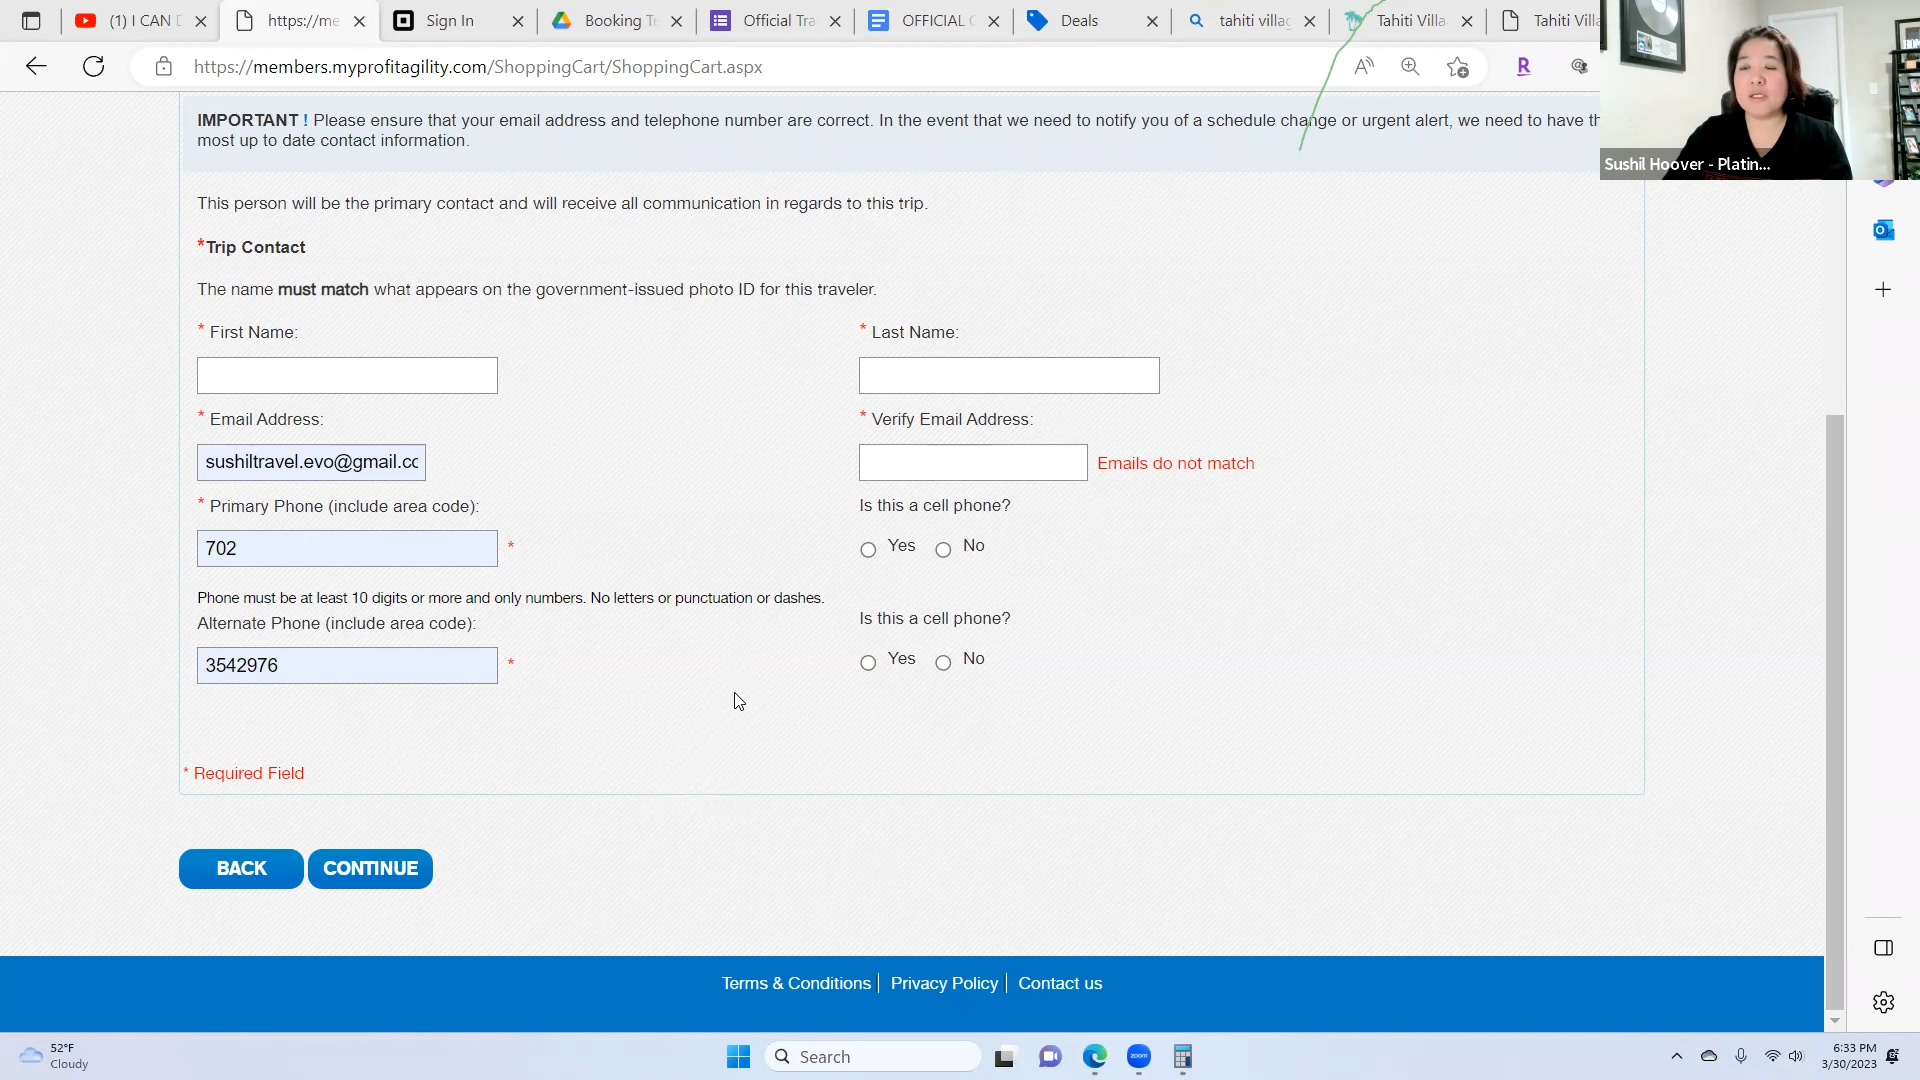 (1) I CAN D
https://me
Sign In
Booking Te
Official Tra
OFFICIAL C
Deals
tahiti villag
Tahiti Villa
Tahiti Villa
https://members.myprofitagility.com/ShoppingCart/ShoppingCart.aspx
IMPORTANT ! Please ensure that your email address and telephone number are correct. In the event that we need to notify you of a schedule change or urgent alert, we need to have th
most up to date contact information.
Sushil Hoover - Platin...
This person will be the primary contact and will receive all communication in regards to this trip.
*Trip Contact
The name must match what appears on the government-issued photo ID for this traveler.
* First Name:
* Last Name:
* Email Address:
* Verify Email Address:
sushiltravel.evo@gmail.cc
Emails do not match
* Primary Phone (include area code):
Is this a cell phone?
702 *
Yes No
Phone must be at least 10 digits or more and only numbers. No letters or punctuation or dashes.
Alternate Phone (include area code):
Is this a cell phone?
3542976 *
Yes No
* Required Field
BACK CONTINUE
Terms & Conditions | Privacy Policy | Contact us
52°F
Cloudy
Search
zoom
6:33 PM
3/30/2023